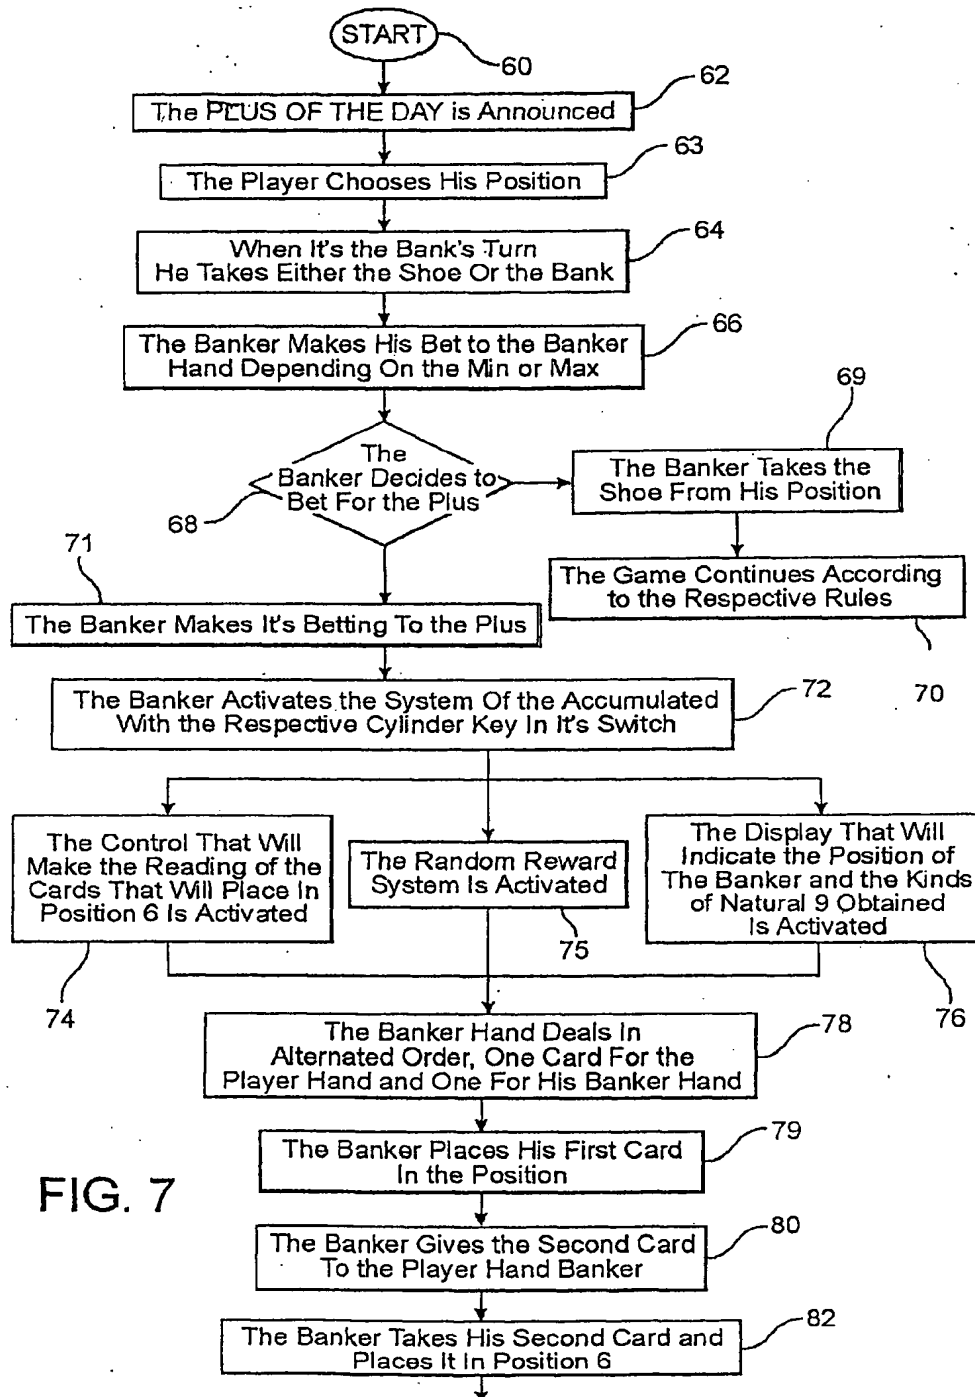 START
60
The PLUS OF THE DAY is Announced
62
The Player Chooses His Position
63
When It's the Bank's Turn
He Takes Either the Shoe Or the Bank
64
The Banker Makes His Bet to the Banker
Hand Depending On the Min or Max
66
The
Banker Decides to
Bet For the Plus
68
69
The Banker Takes the
Shoe From His Position
The Game Continues According
to the Respective Rules
70
71
The Banker Makes It's Betting To the Plus
The Banker Activates the System Of the Accumulated
With the Respective Cylinder Key In It's Switch
72
The Control That Will
Make the Reading of the
Cards That Will Place In
Position 6 Is Activated
74
The Random Reward
System Is Activated
75
The Display That Will
Indicate the Position of
The Banker and the Kinds
of Natural 9 Obtained
Is Activated
76
The Banker Hand Deals In
Alternated Order, One Card For the
Player Hand and One For His Banker Hand
78
The Banker Places His First Card
In the Position
79
FIG. 7
The Banker Gives the Second Card
To the Player Hand Banker
80
The Banker Takes His Second Card and
Places It In Position 6
82